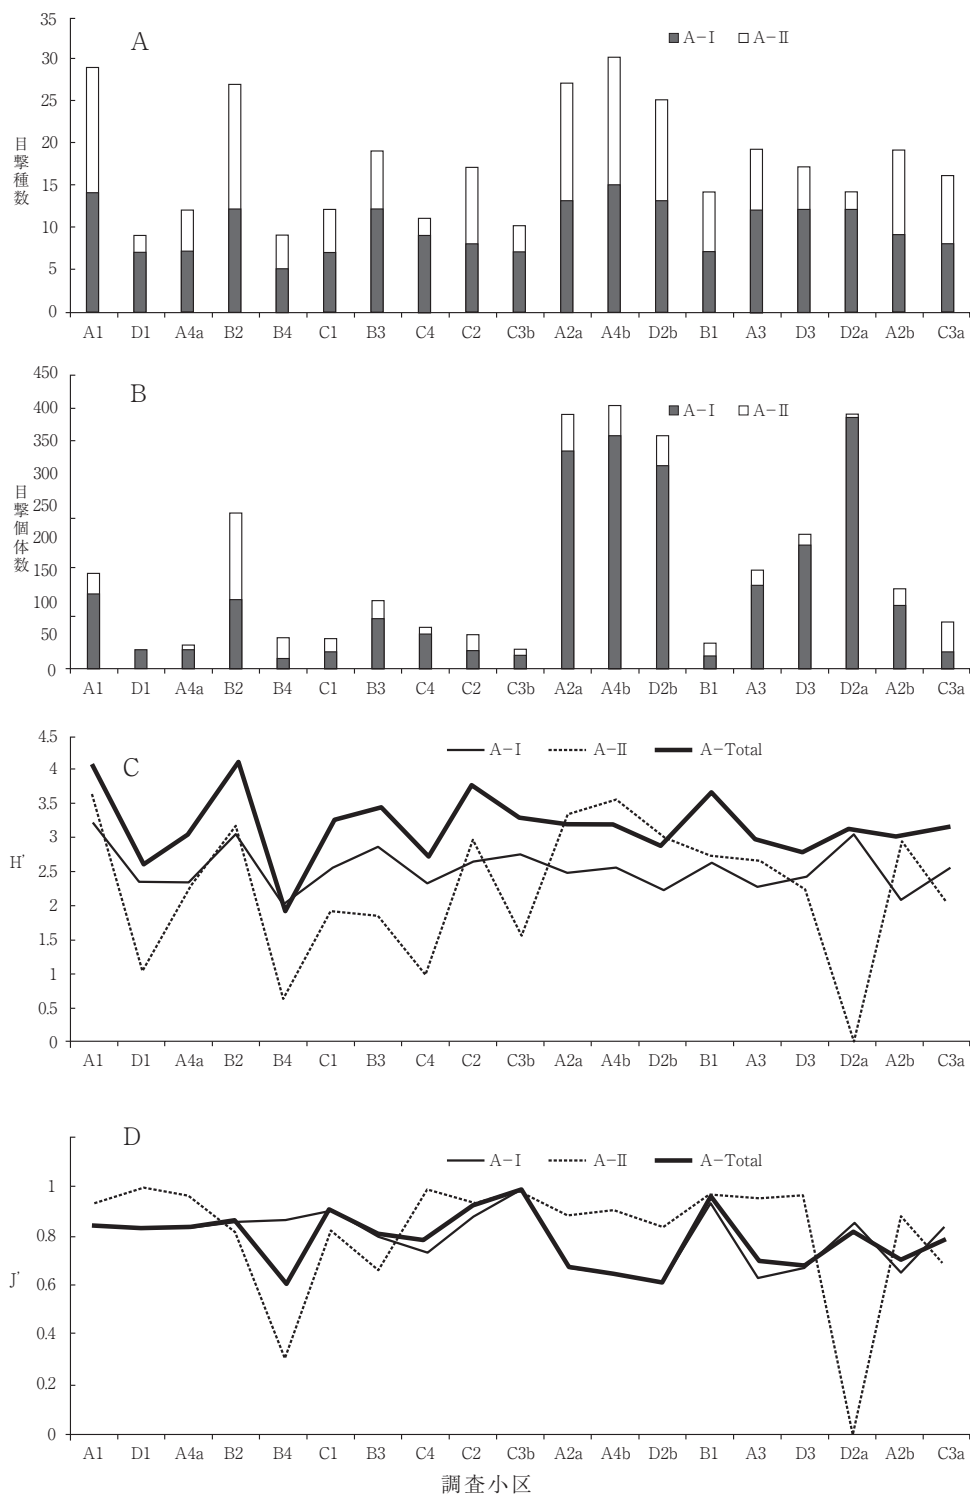 A
A-Ⅰ A-Ⅱ
35
30
25
20
15
10
5
0
目撃種数
A1 D1 A4a B2 B4 C1 B3 C4 C2 C3b A2a A4b D2b B1 A3 D3 D2a A2b C3a
B
A-Ⅰ A-Ⅱ
450
400
350
300
250
200
150
100
50
0
目撃個体数
A1 D1 A4a B2 B4 C1 B3 C4 C2 C3b A2a A4b D2b B1 A3 D3 D2a A2b C3a
C
A-Ⅰ A-Ⅱ A-Total
4.5
4
3.5
3
2.5
2
1.5
1
0.5
0
H'
A1 D1 A4a B2 B4 C1 B3 C4 C2 C3b A2a A4b D2b B1 A3 D3 D2a A2b C3a
D
A-Ⅰ A-Ⅱ A-Total
1
0.8
0.6
0.4
0.2
0
J'
A1 D1 A4a B2 B4 C1 B3 C4 C2 C3b A2a A4b D2b B1 A3 D3 D2a A2b C3a
調査小区